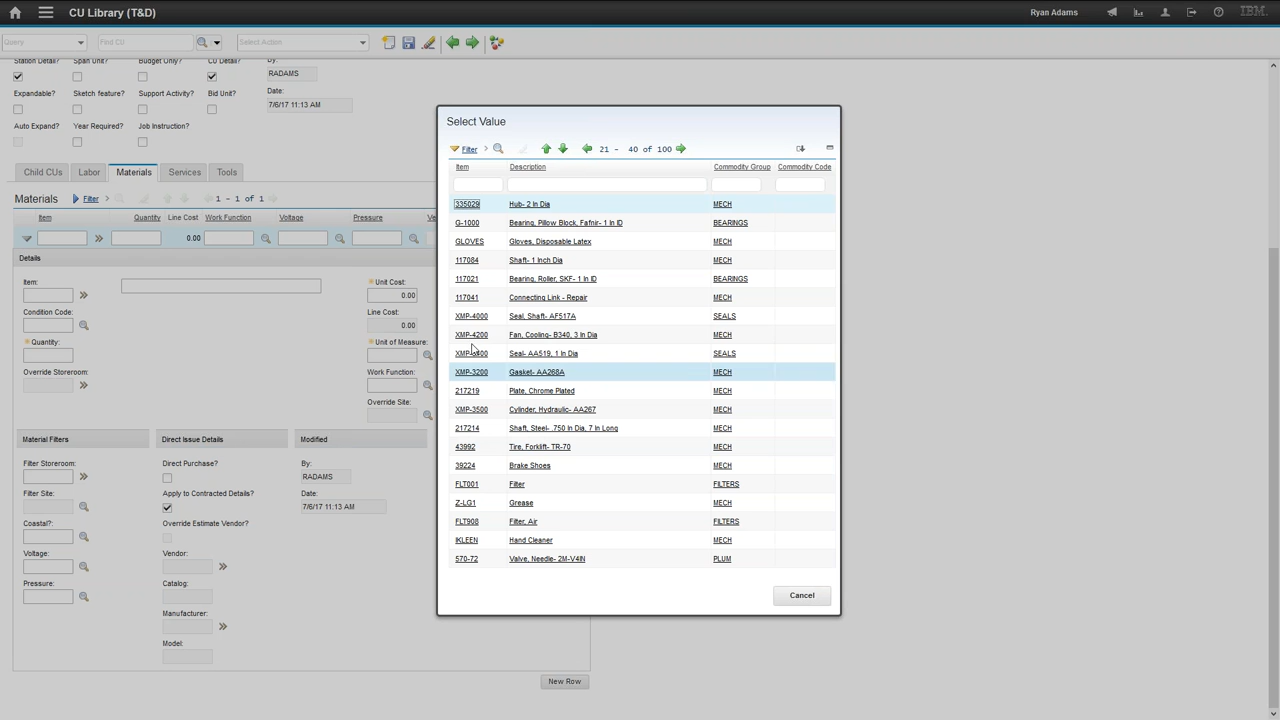 CU Library (T&D)
Ryan Adams
IBM
Query
Find CU
Select Action
Station Detail?
Span Unit?
Budget Only?
CU Detail?
By:
RADAMS
Expandable?
Sketch feature?
Support Activity?
Bid Unit?
Date:
7/6/17 11:13 AM
Auto Expand?
Year Required?
Job Instruction?
Child CUs
Labor
Materials
Services
Tools
Materials
Filter
1 - 1 of 1
Item
Quantity
Line Cost
Work Function
Voltage
Pressure
0.00
Details
Item:
Unit Cost:
0.00
Condition Code:
Line Cost:
0.00
Quantity:
Unit of Measure:
Override Storeroom:
Work Function:
Override Site:
Material Filters
Direct Issue Details
Modified
Filter Storeroom:
Direct Purchase?
By:
RADAMS
Filter Site:
Apply to Contracted Details?
Date:
7/6/17 11:13 AM
Coastal?:
Override Estimate Vendor?
Voltage:
Vendor:
Pressure:
Catalog:
Manufacturer:
Model:
New Row
Select Value
Filter
21 - 40 of 100
Item Description Commodity Group Commodity Code
335029 Hub- 2 In Dia MECH
G-1000 Bearing, Pillow Block, Fafnir- 1 In ID BEARINGS
GLOVES Gloves, Disposable Latex MECH
117084 Shaft- 1 Inch Dia MECH
117021 Bearing, Roller, SKF- 1 In ID BEARINGS
117041 Connecting Link - Repair MECH
XMP-4000 Seal, Shaft- AF517A SEALS
XMP-4200 Fan, Cooling- B340, 3 In Dia MECH
Seal- AA519, 1 In Dia SEALS
XMP-3200 Gasket- AA268A MECH
217219 Plate, Chrome Plated MECH
XMP-3500 Cylinder, Hydraulic- AA267 MECH
217214 Shaft, Steel- .750 In Dia, 7 In Long MECH
43992 Tire, Forklift- TR-70 MECH
39224 Brake Shoes MECH
FLT001 Filter FILTERS
Z-LG1 Grease MECH
FLT908 Filter, Air FILTERS
IKLEEN Hand Cleaner MECH
570-72 Valve, Needle- 2M-V4IN PLUM
Cancel